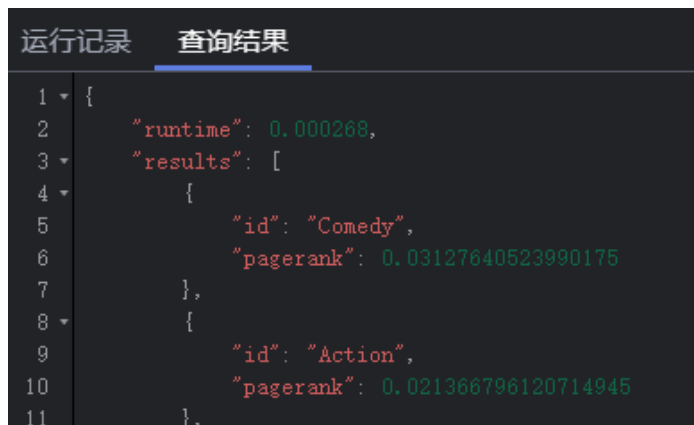 运行记录 查询结果
1 {
2 "runtime": 0.000268,
3 "results": [
4 {
5 "id": "Comedy",
6 "pagerank": 0.03127640523990175
7 },
8 {
9 "id": "Action",
10 "pagerank": 0.021366796120714945
11 },